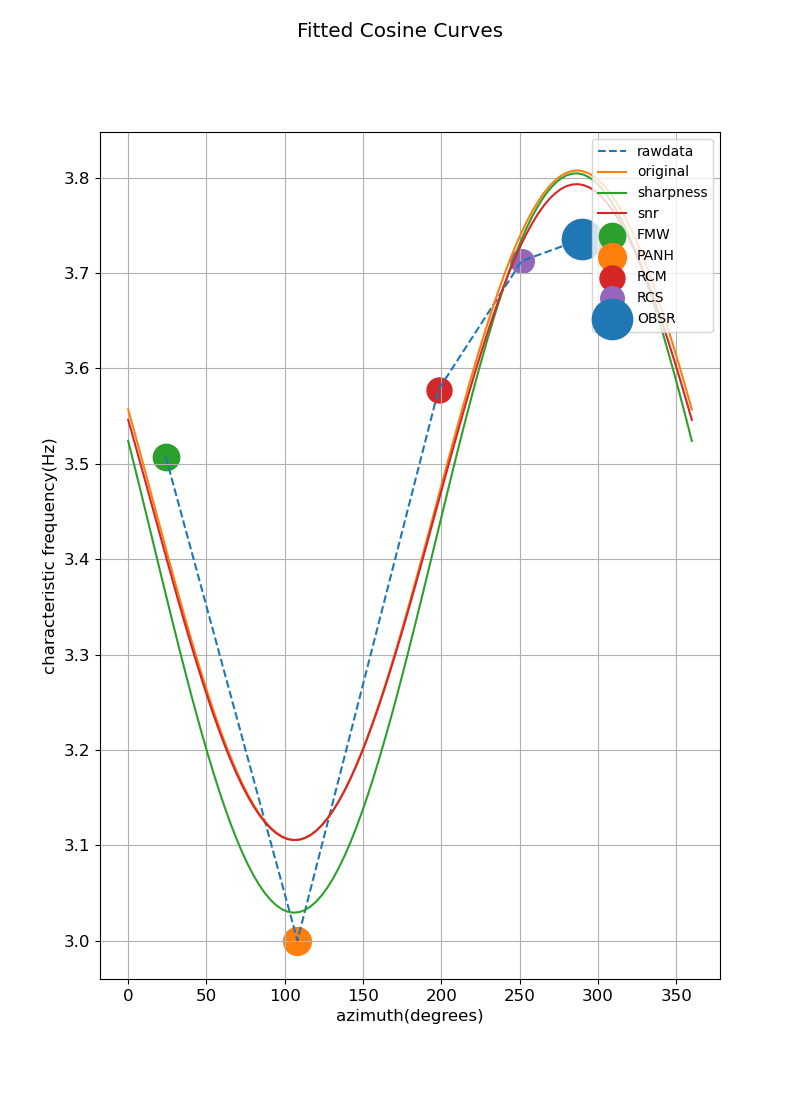 Fitted Cosine Curves
rawdata
original
sharpness
snr
FMW
PANH
RCM
RCS
OBSR
characteristic frequency(Hz)
3.8
3.7
3.6
3.5
3.4
3.3
3.2
3.1
3.0
0 50 100 150 200 250 300 350
azimuth(degrees)